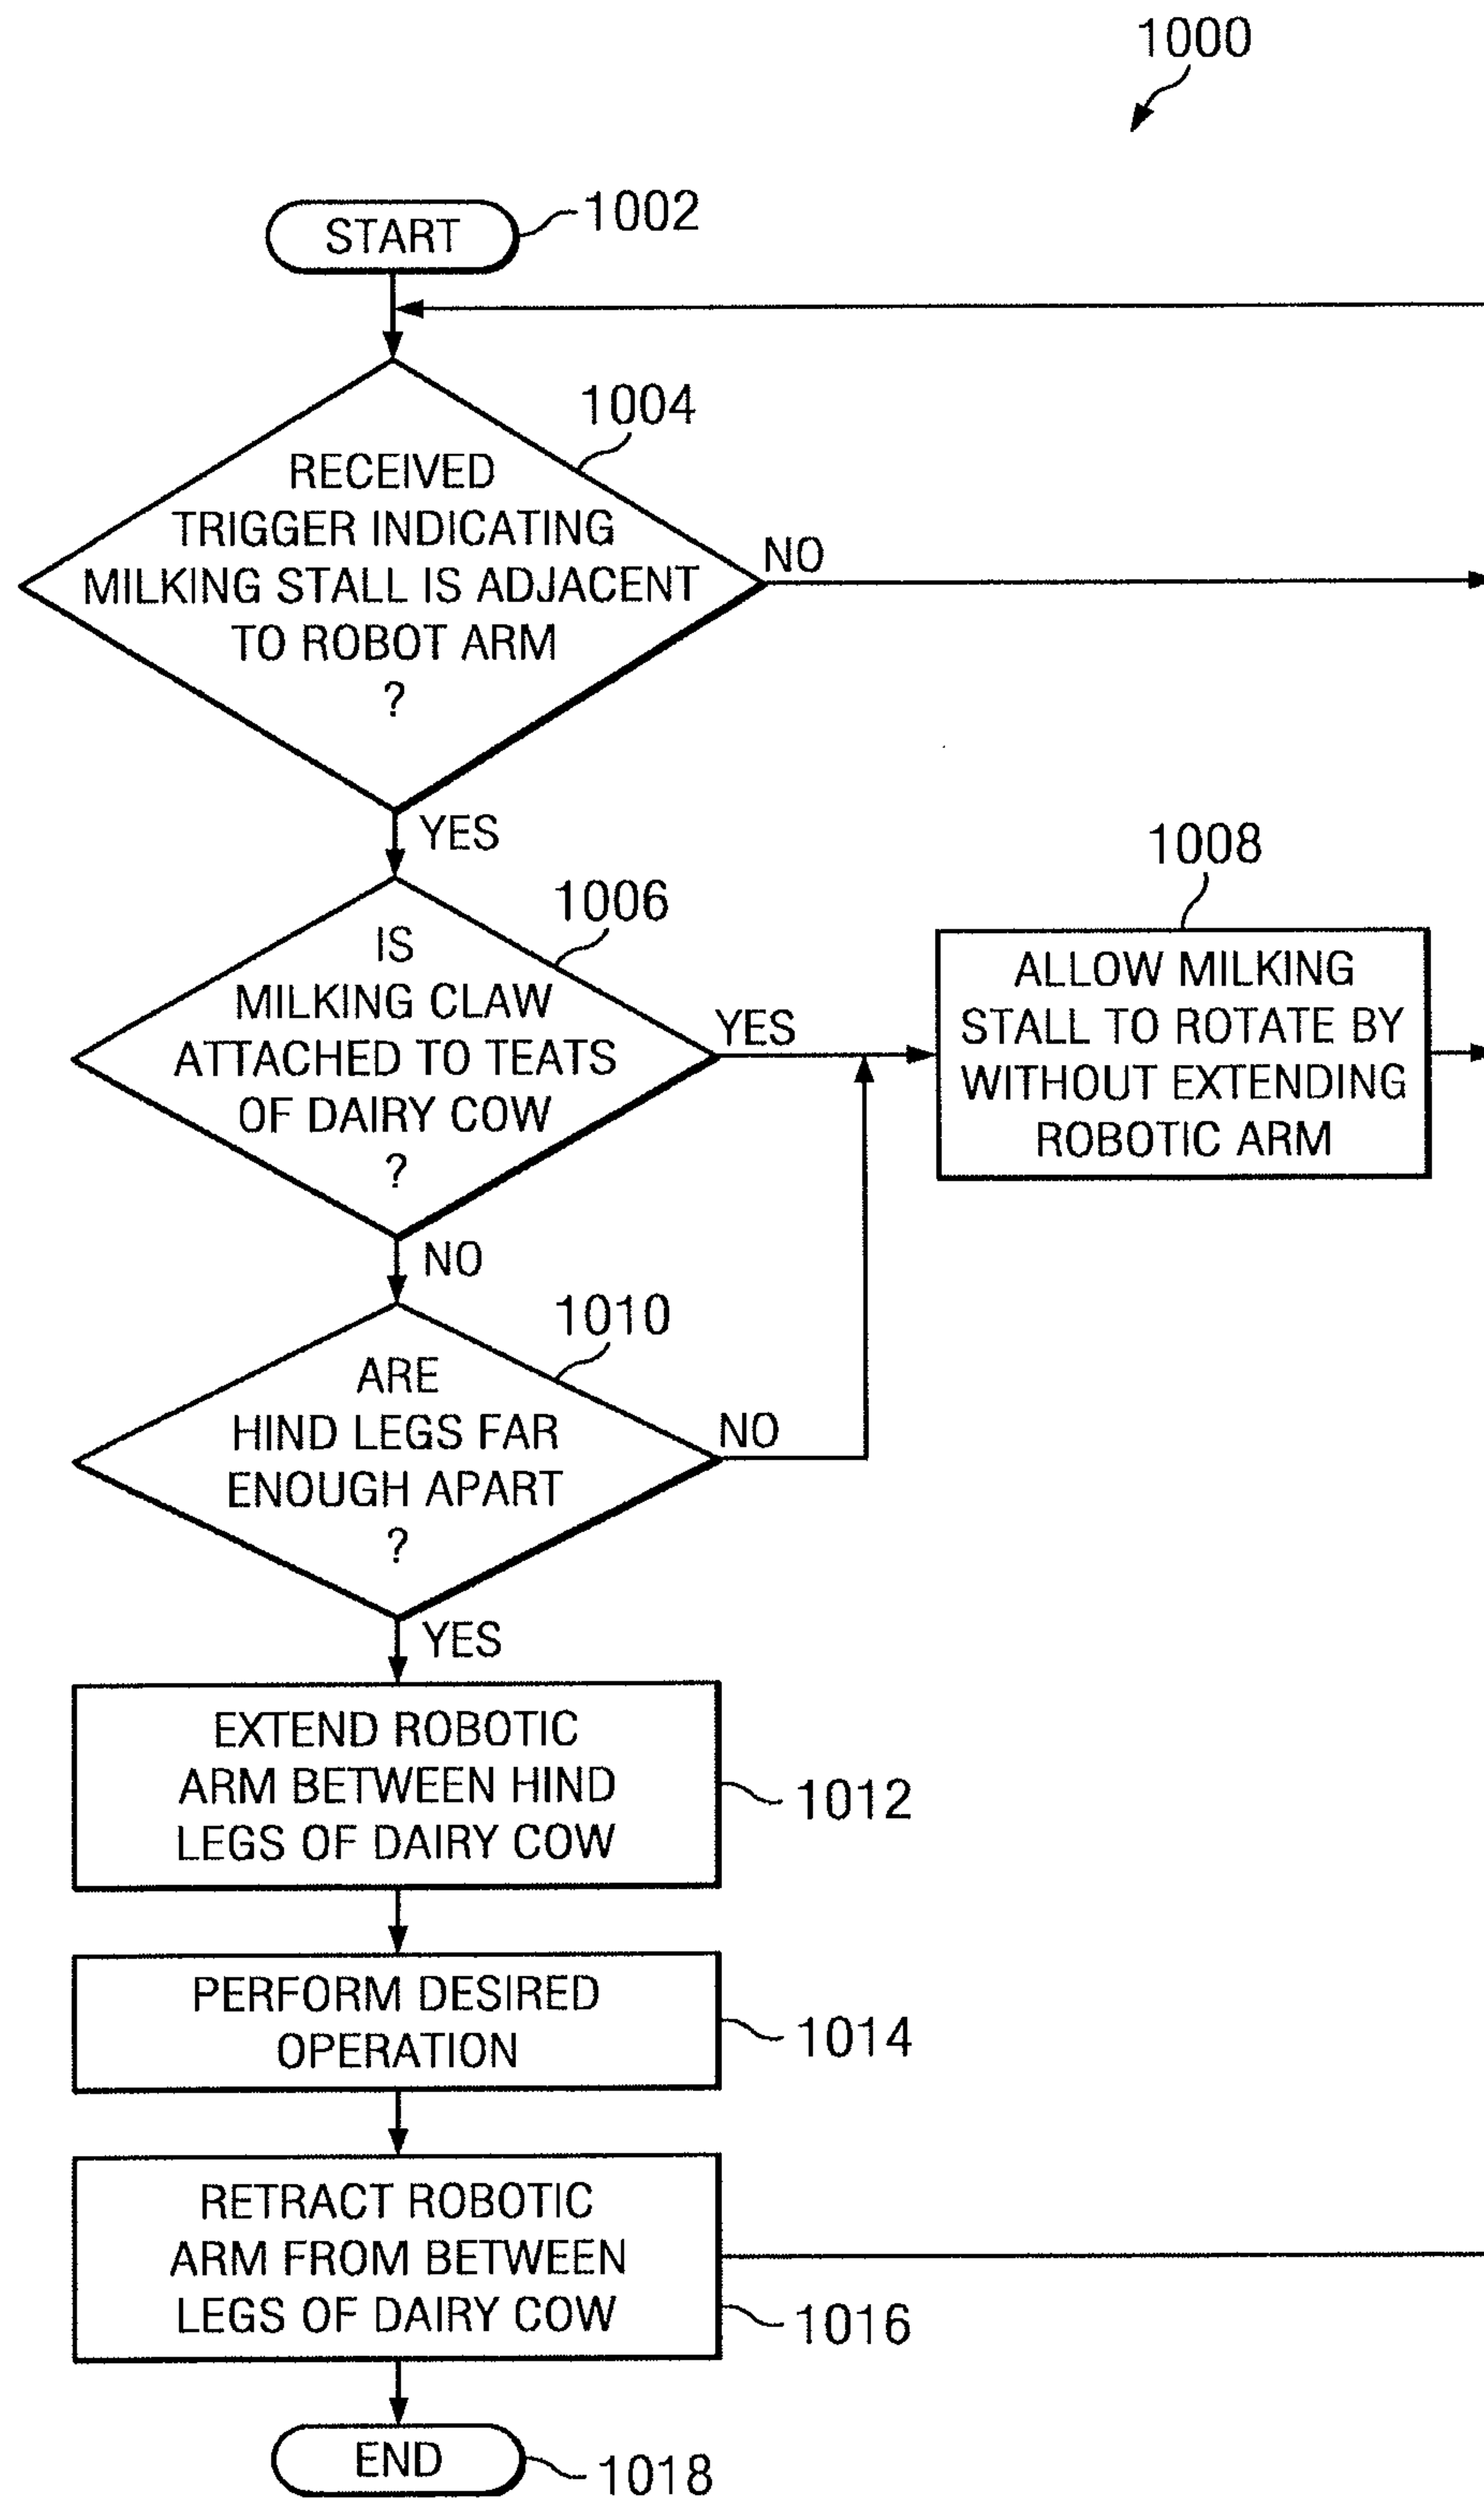 1000
START
1002
1004
RECEIVED
TRIGGER INDICATING
MILKING STALL IS ADJACENT
TO ROBOT ARM
?
NO
YES
1006
IS
MILKING CLAW
ATTACHED TO TEATS
OF DAIRY COW
?
YES
1008
ALLOW MILKING
STALL TO ROTATE BY
WITHOUT EXTENDING
ROBOTIC ARM
NO
1010
ARE
HIND LEGS FAR
ENOUGH APART
?
NO
YES
EXTEND ROBOTIC
ARM BETWEEN HIND
LEGS OF DAIRY COW
1012
PERFORM DESIRED
OPERATION
1014
RETRACT ROBOTIC
ARM FROM BETWEEN
LEGS OF DAIRY COW
1016
END
1018